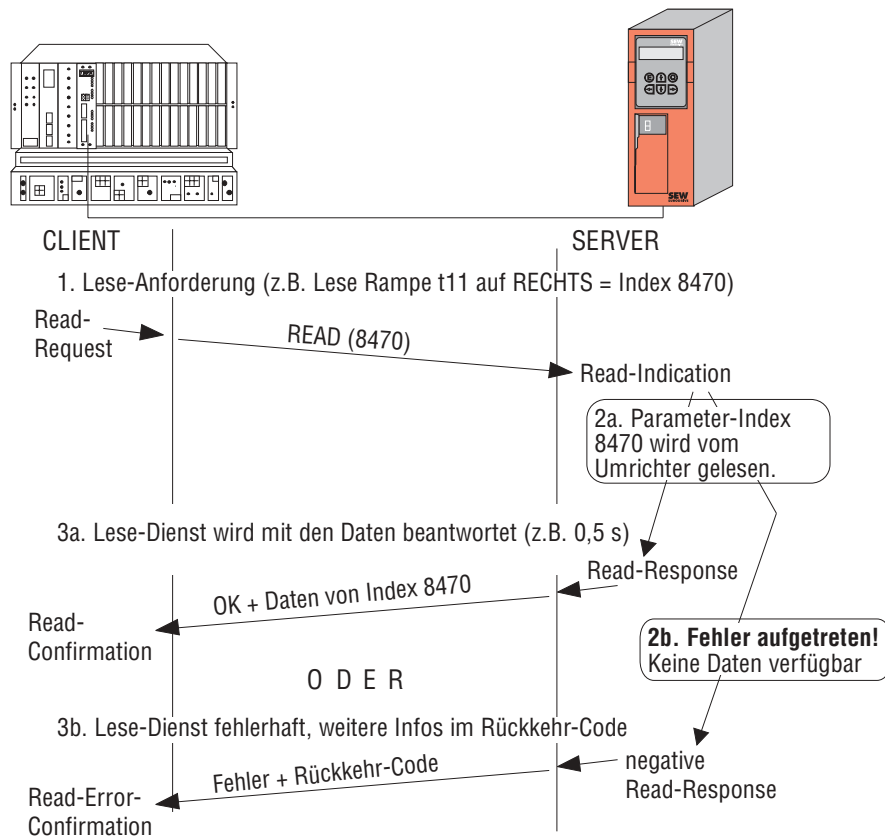 SEW
SEW
CLIENT
SERVER
1. Lese-Anforderung (z.B. Lese Rampe t11 auf RECHTS = Index 8470)
Read-
Request
READ (8470)
Read-Indication
2a. Parameter-Index
8470 wird vom
Umrichter gelesen.
3a. Lese-Dienst wird mit den Daten beantwortet (z.B. 0,5 s)
Read-Response
OK + Daten von Index 8470
Read-
Confirmation
2b. Fehler aufgetreten!
Keine Daten verfügbar
O D E R
3b. Lese-Dienst fehlerhaft, weitere Infos im Rückkehr-Code
negative
Read-Response
Fehler + Rückkehr-Code
Read-Error-
Confirmation